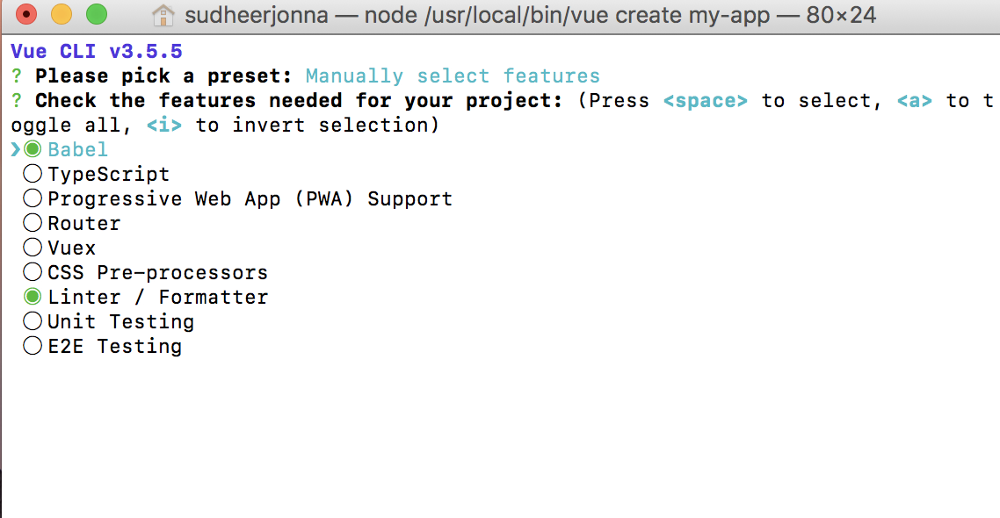 sudheerjonna — node /usr/local/bin/vue create my-app — 80×24
Vue CLI v3.5.5
? Please pick a preset: Manually select features
? Check the features needed for your project: (Press <space> to select, <a> to t
oggle all, <i> to invert selection)
❯◉ Babel
◯ TypeScript
◯ Progressive Web App (PWA) Support
◯ Router
◯ Vuex
◯ CSS Pre-processors
◉ Linter / Formatter
◯ Unit Testing
◯ E2E Testing